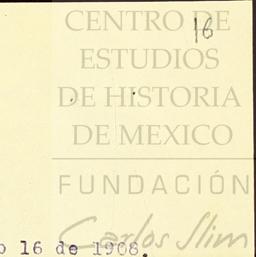 CENTRO DE
16
ESTUDIOS
DE HISTORIA
DE MEXICO
FUNDACIÓN
Carlos Slim
16 de 1908.